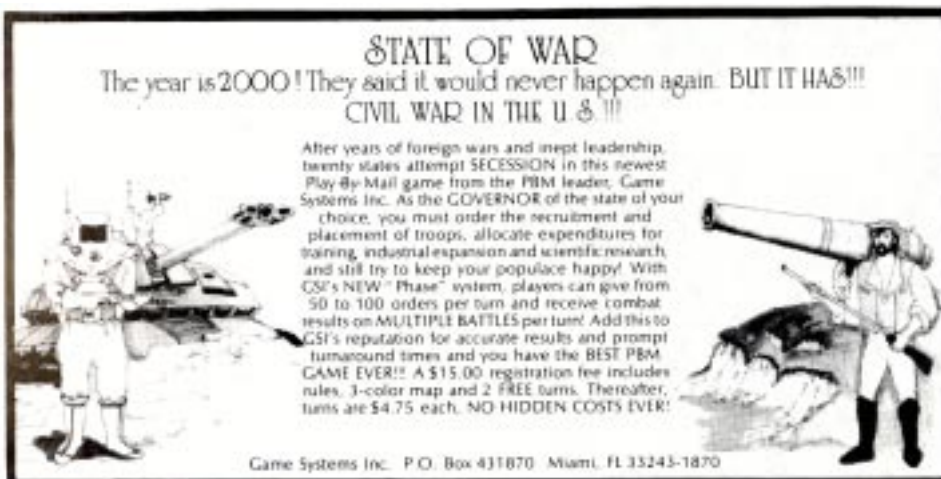 STATE OF WAR
The year is 2000! They said it would never happen again. BUT IT HAS!!!
CIVIL WAR IN THE U.S.!!!
After years of foreign wars and inept leadership,
twenty states attempt SECESSION in this newest
Play-By-Mail game from the PBM leader, Game
Systems Inc. As the GOVERNOR of the state of your
choice, you must order the recruitment and
placement of troops, allocate expenditures for
training, industrial expansion and scientific research,
and still try to keep your populace happy! With
GSI's NEW "Phase" system, players can give from
50 to 100 orders per turn and receive combat
results on MULTIPLE BATTLES per turn! Add this to
GSI's reputation for accurate results and prompt
turnaround times and you have the BEST PBM
GAME EVER!! A $15.00 registration fee includes
rules, 3-color map and 2 FREE turns. Thereafter,
turns are $4.75 each. NO HIDDEN COSTS EVER!
Game Systems Inc. P.O. Box 431870 Miami, FL 33243-1870